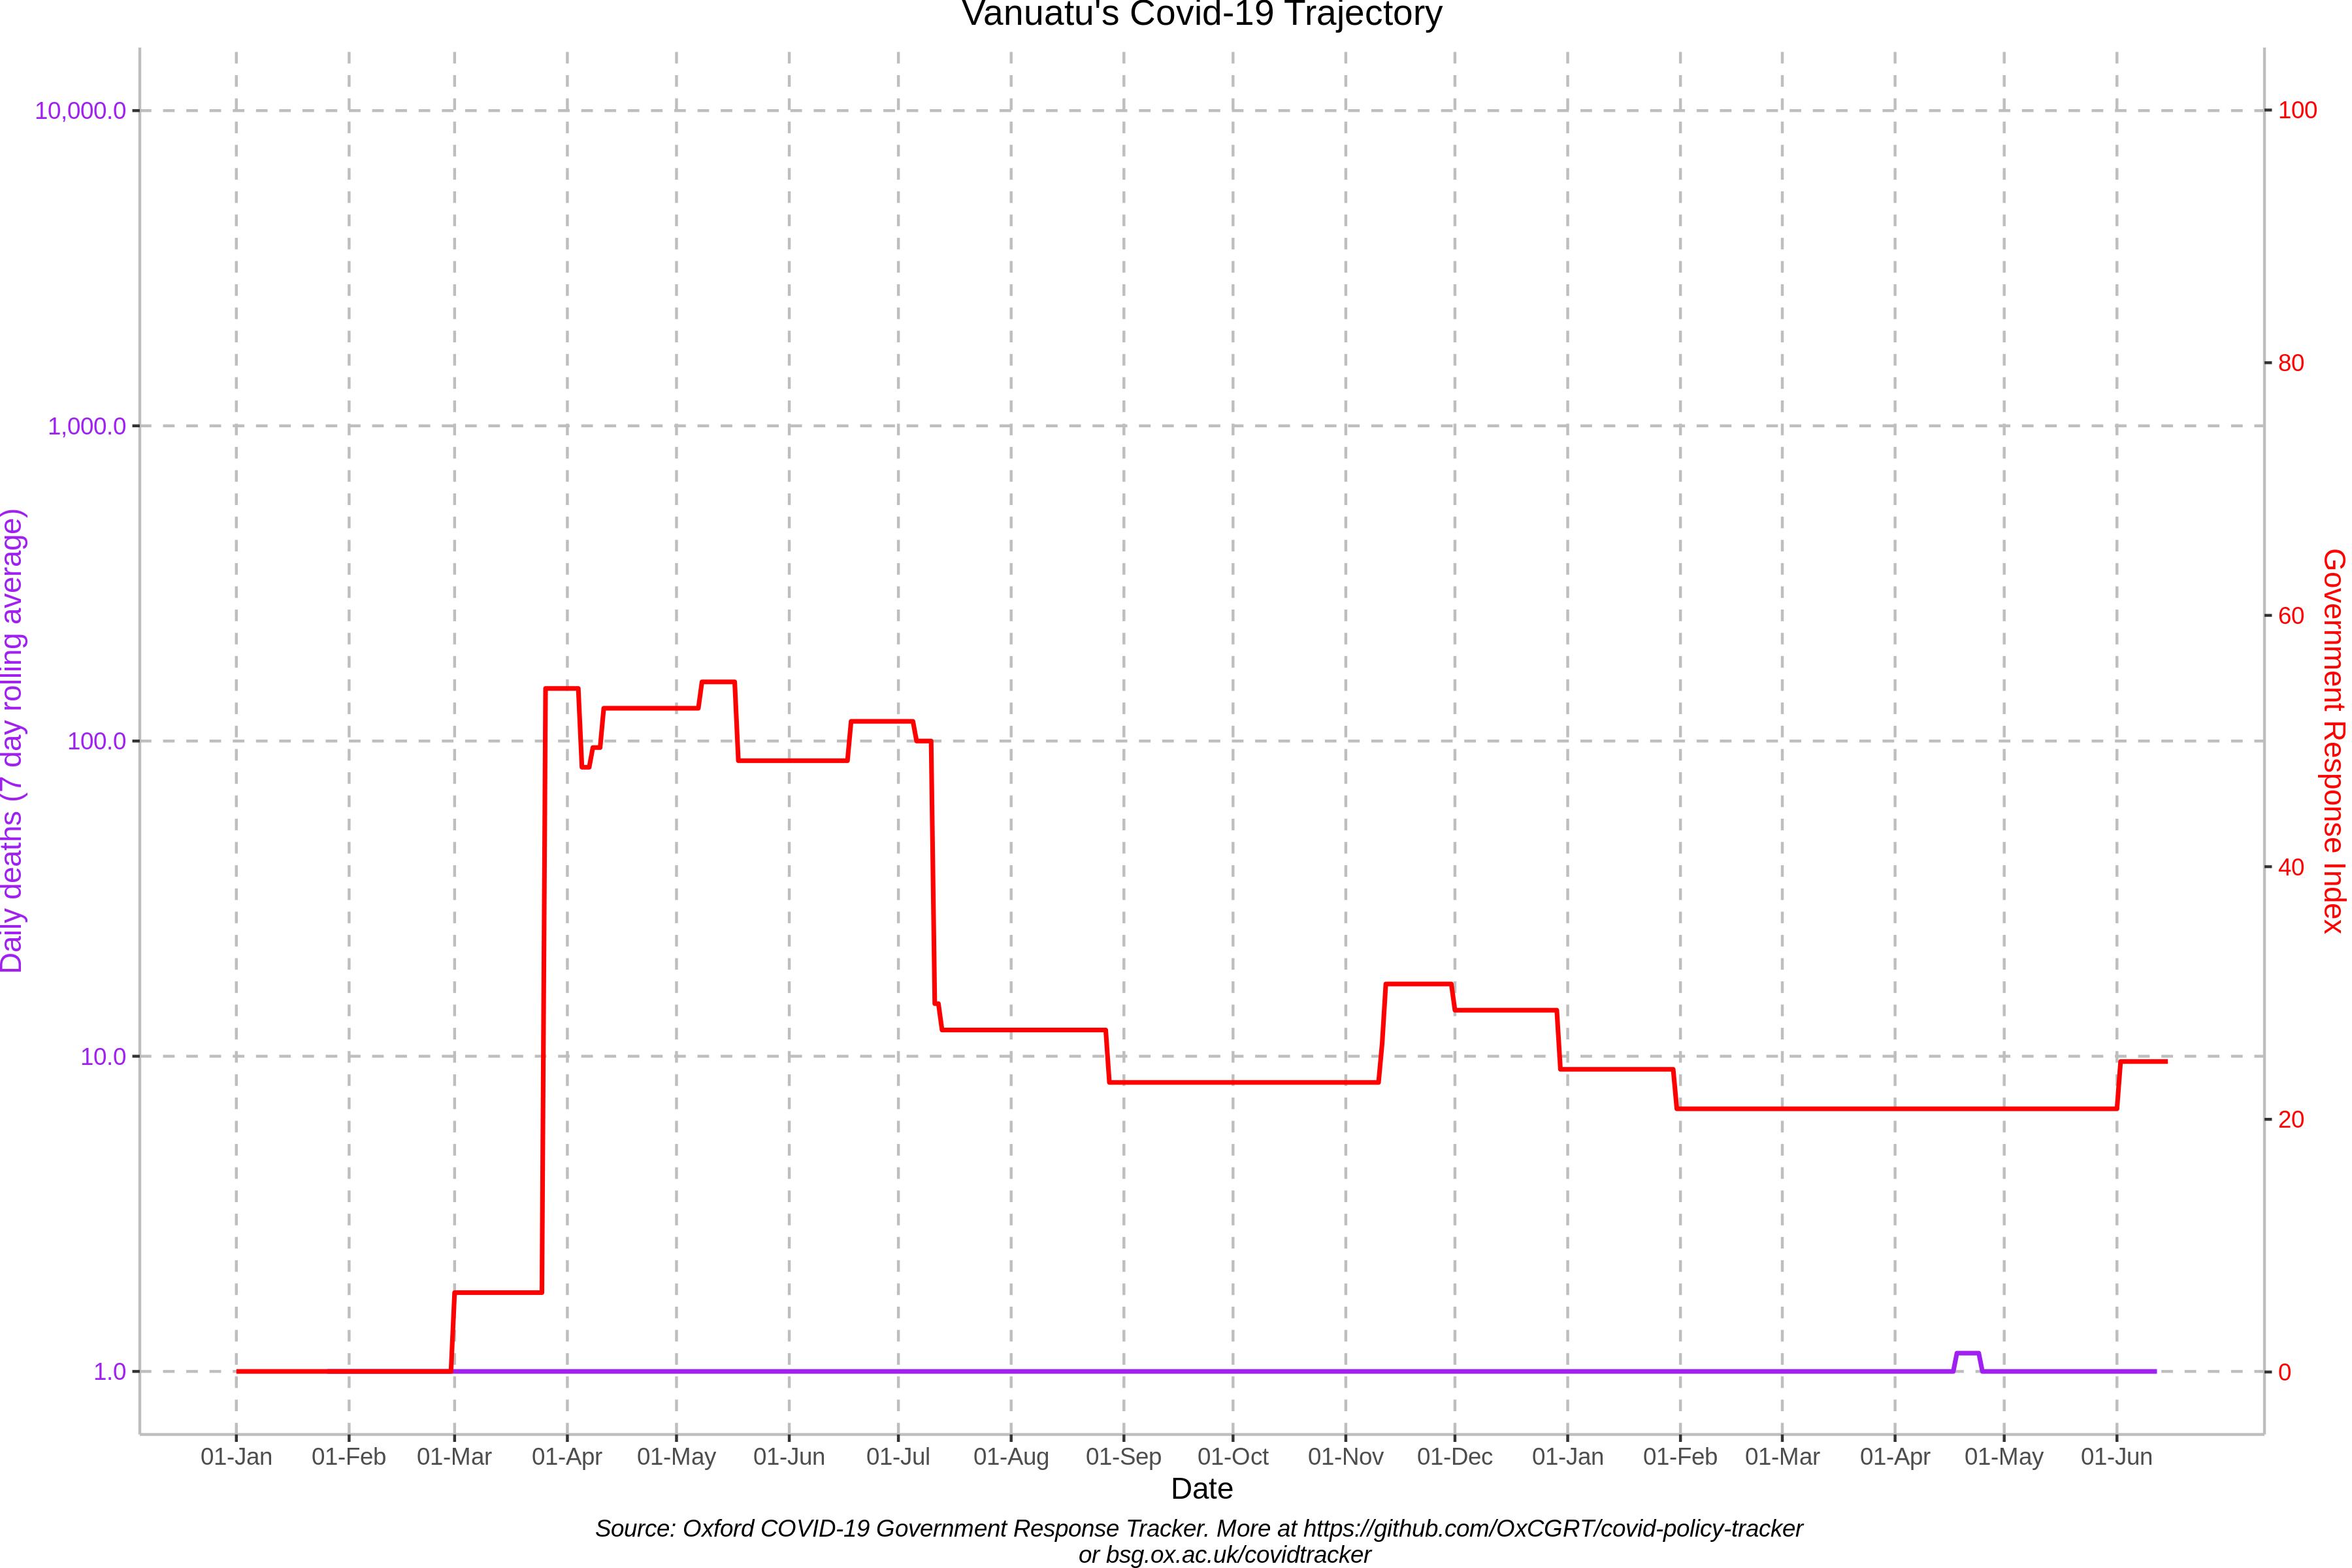 Vanuatu's Covid-19 Trajectory
Daily deaths (7 day rolling average)
10,000.0
1,000.0
100.0
10.0
1.0
100
80
60
40
20
0
Government Response Index
01-Jan 01-Feb 01-Mar 01-Apr 01-May 01-Jun 01-Jul 01-Aug 01-Sep 01-Oct 01-Nov 01-Dec 01-Jan 01-Feb 01-Mar 01-Apr 01-May 01-Jun
Date
Source: Oxford COVID-19 Government Response Tracker. More at https://github.com/OxCGRT/covid-policy-tracker
or bsg.ox.ac.uk/covidtracker